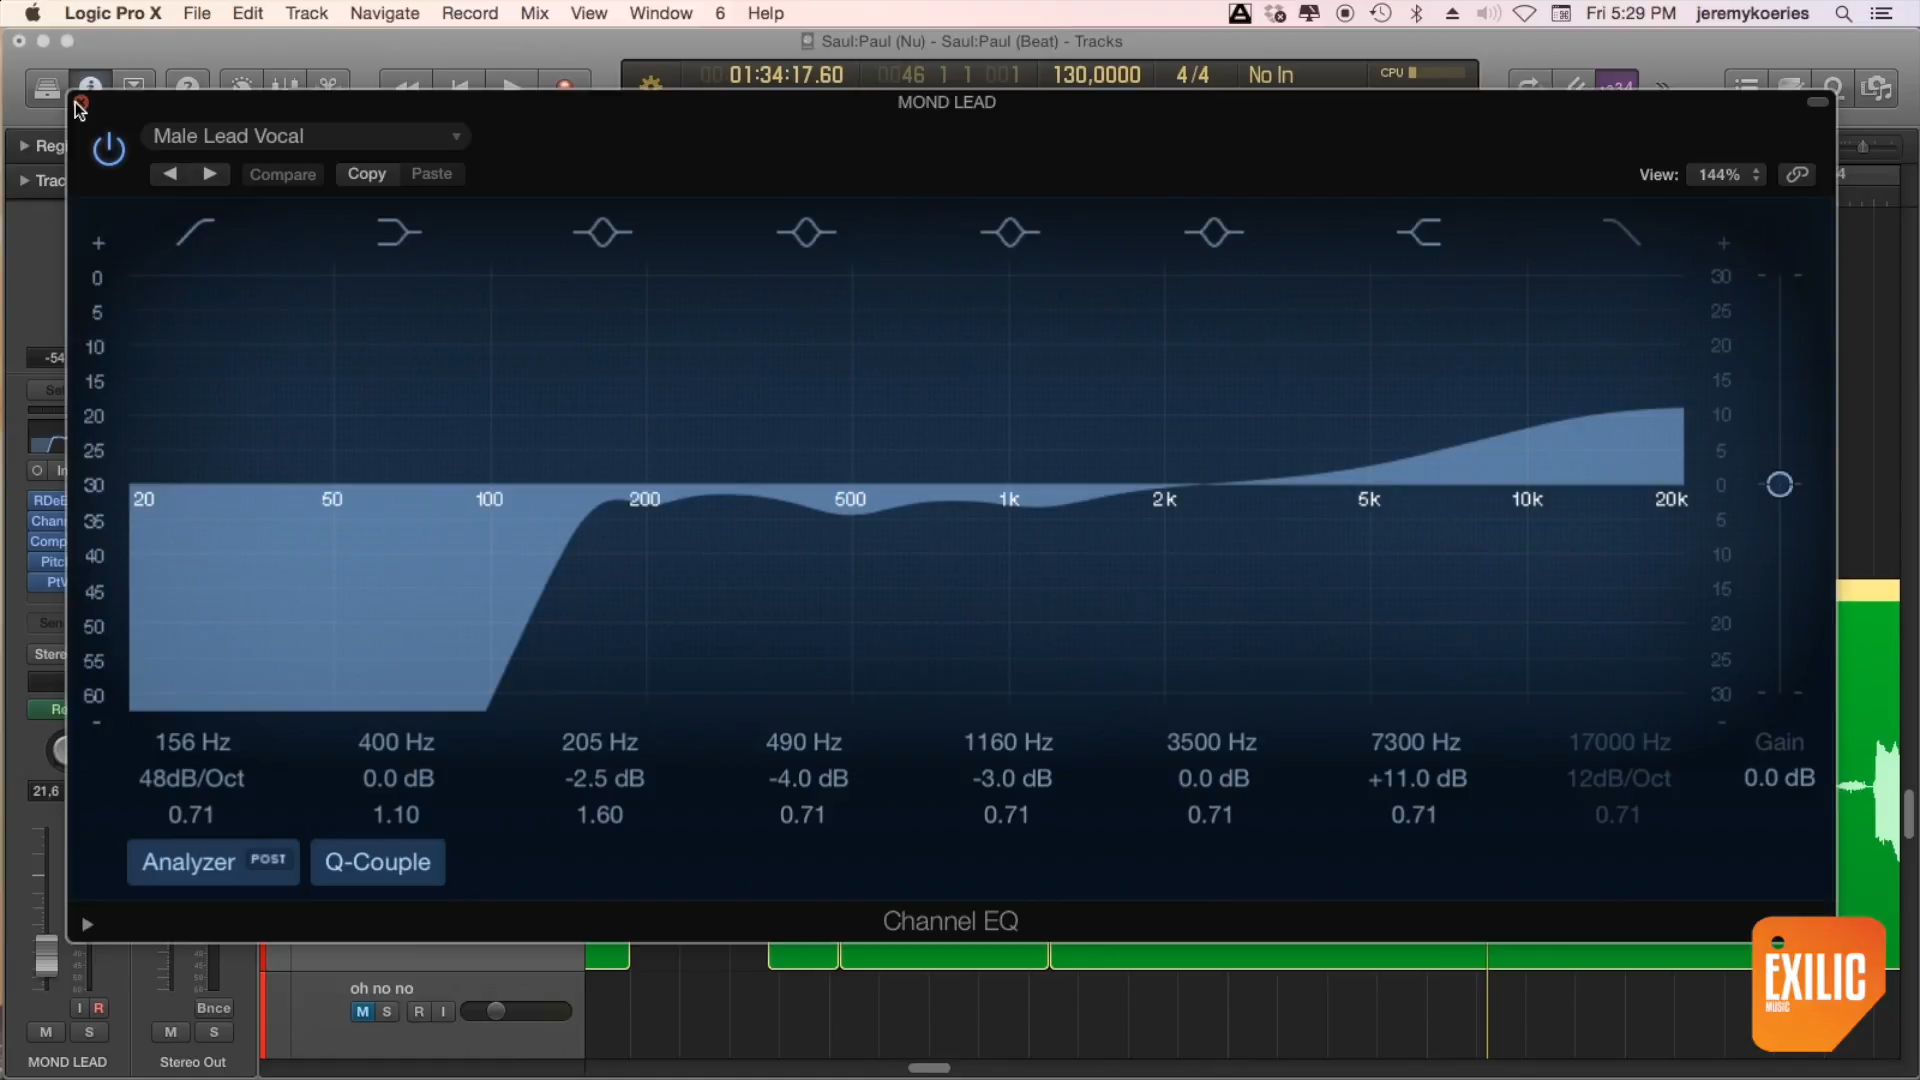 Logic Pro X File Edit Track Navigate Record Mix View Window 6 Help Fri 5:29 PM jeremykoeries
Saul:Paul (Nu) - Saul:Paul (Beat) - Tracks
01:34:17.60 46 1 1 1 130,0000 4/4 No In CPU
MOND LEAD
Male Lead Vocal
Compare Copy Paste View: 144%
+ +
0 30
5 25
10 20
15 15
20 10
25 5
30 0
20 50 100 200 500 1k 2k 5k 10k 20k
35 5
40 10
45 15
50 20
55 25
60 30
- -
156 Hz 400 Hz 205 Hz 490 Hz 1160 Hz 3500 Hz 7300 Hz 17000 Hz Gain
48dB/Oct 0.0 dB -2.5 dB -4.0 dB -3.0 dB 0.0 dB +11.0 dB 12dB/Oct 0.0 dB
0.71 1.10 1.60 0.71 0.71 0.71 0.71 0.71
Analyzer POST Q-Couple
Channel EQ
-54
21,6
oh no no
M S R I
I R Bnce
M S M S
MOND LEAD Stereo Out
EXILIC
MUSIC